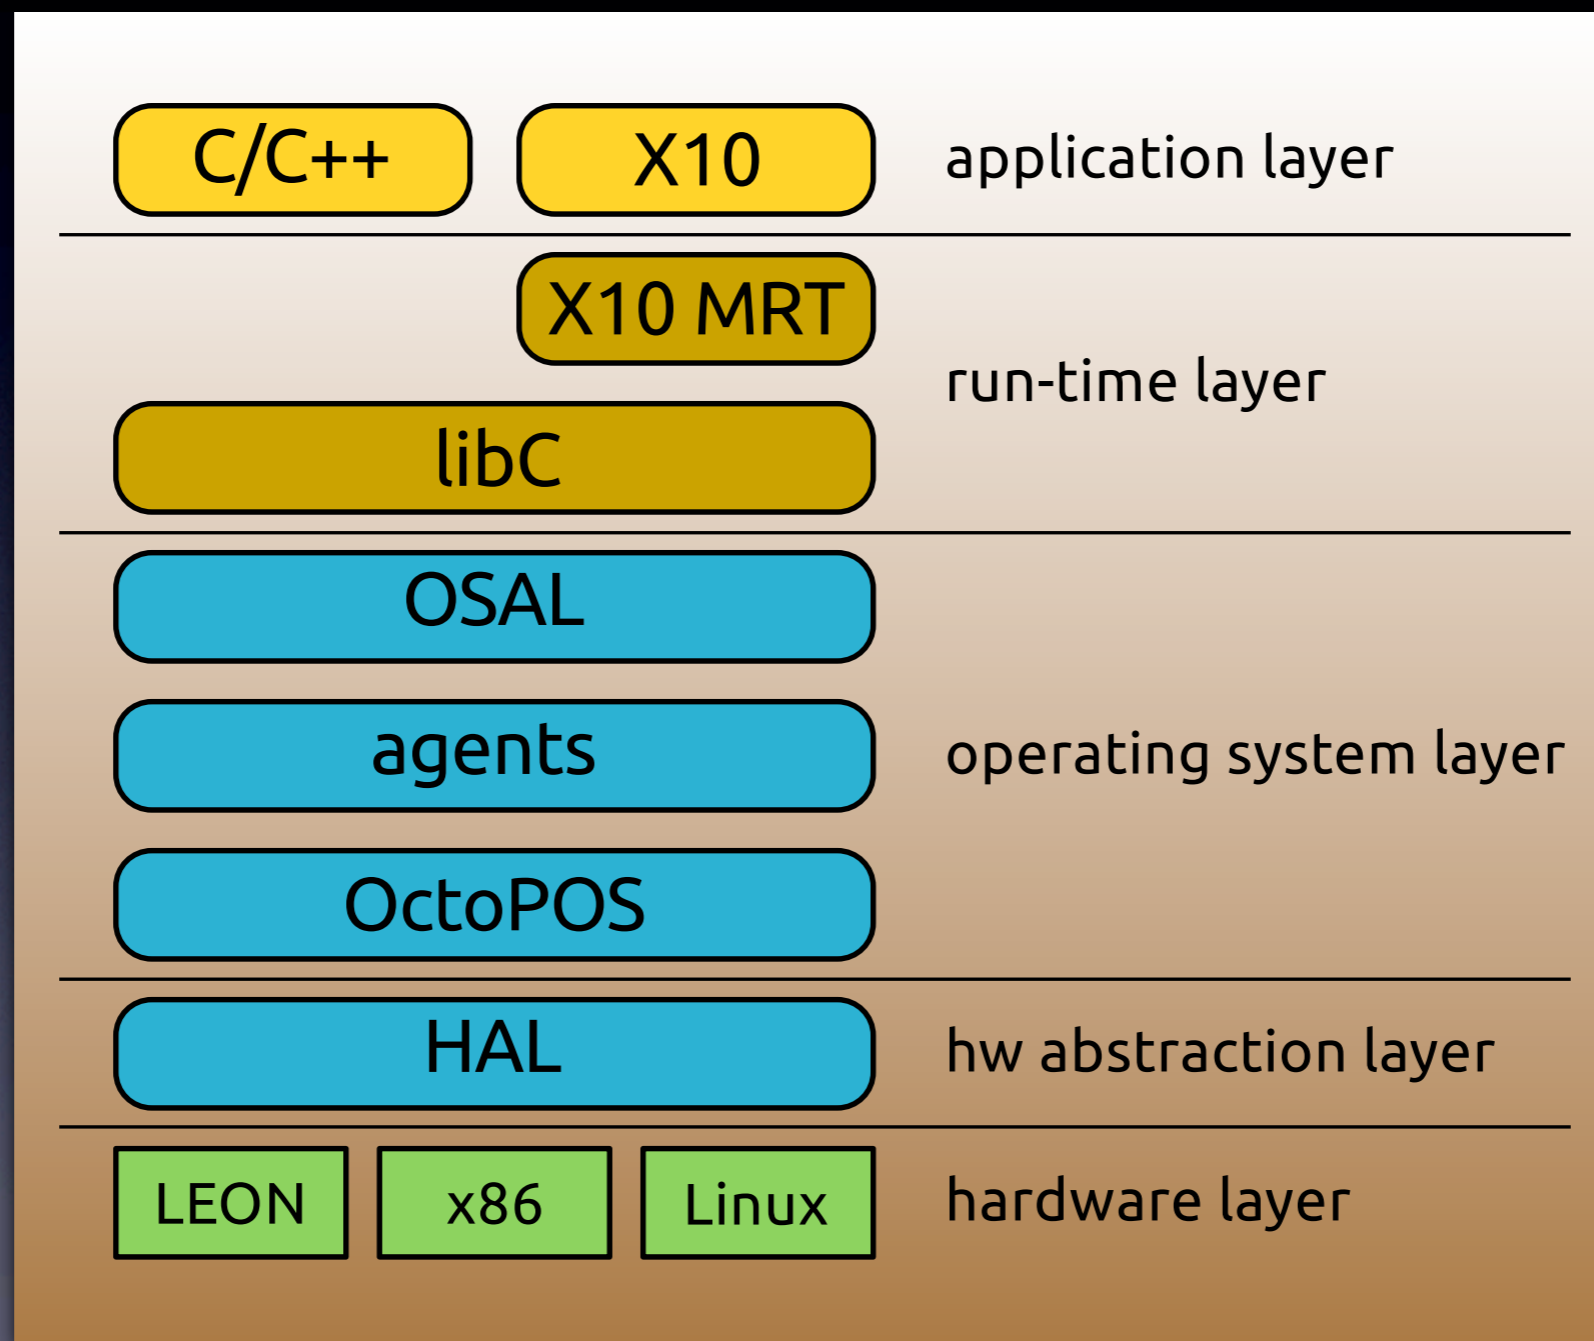 C/C++ X10 application layer
X10 MRT
run-time layer
libC
OSAL
agents operating system layer
OctoPOS
HAL hw abstraction layer
LEON x86 Linux hardware layer